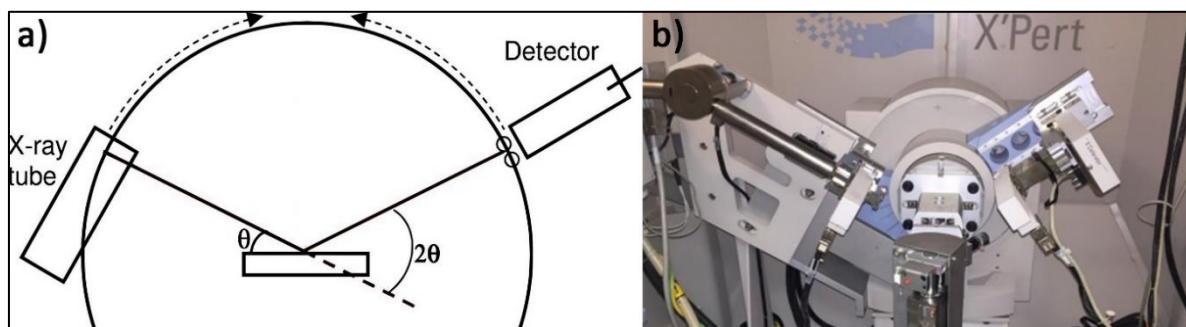 a)
Detector
X-ray
tube
θ
2θ
b)
X'Pert